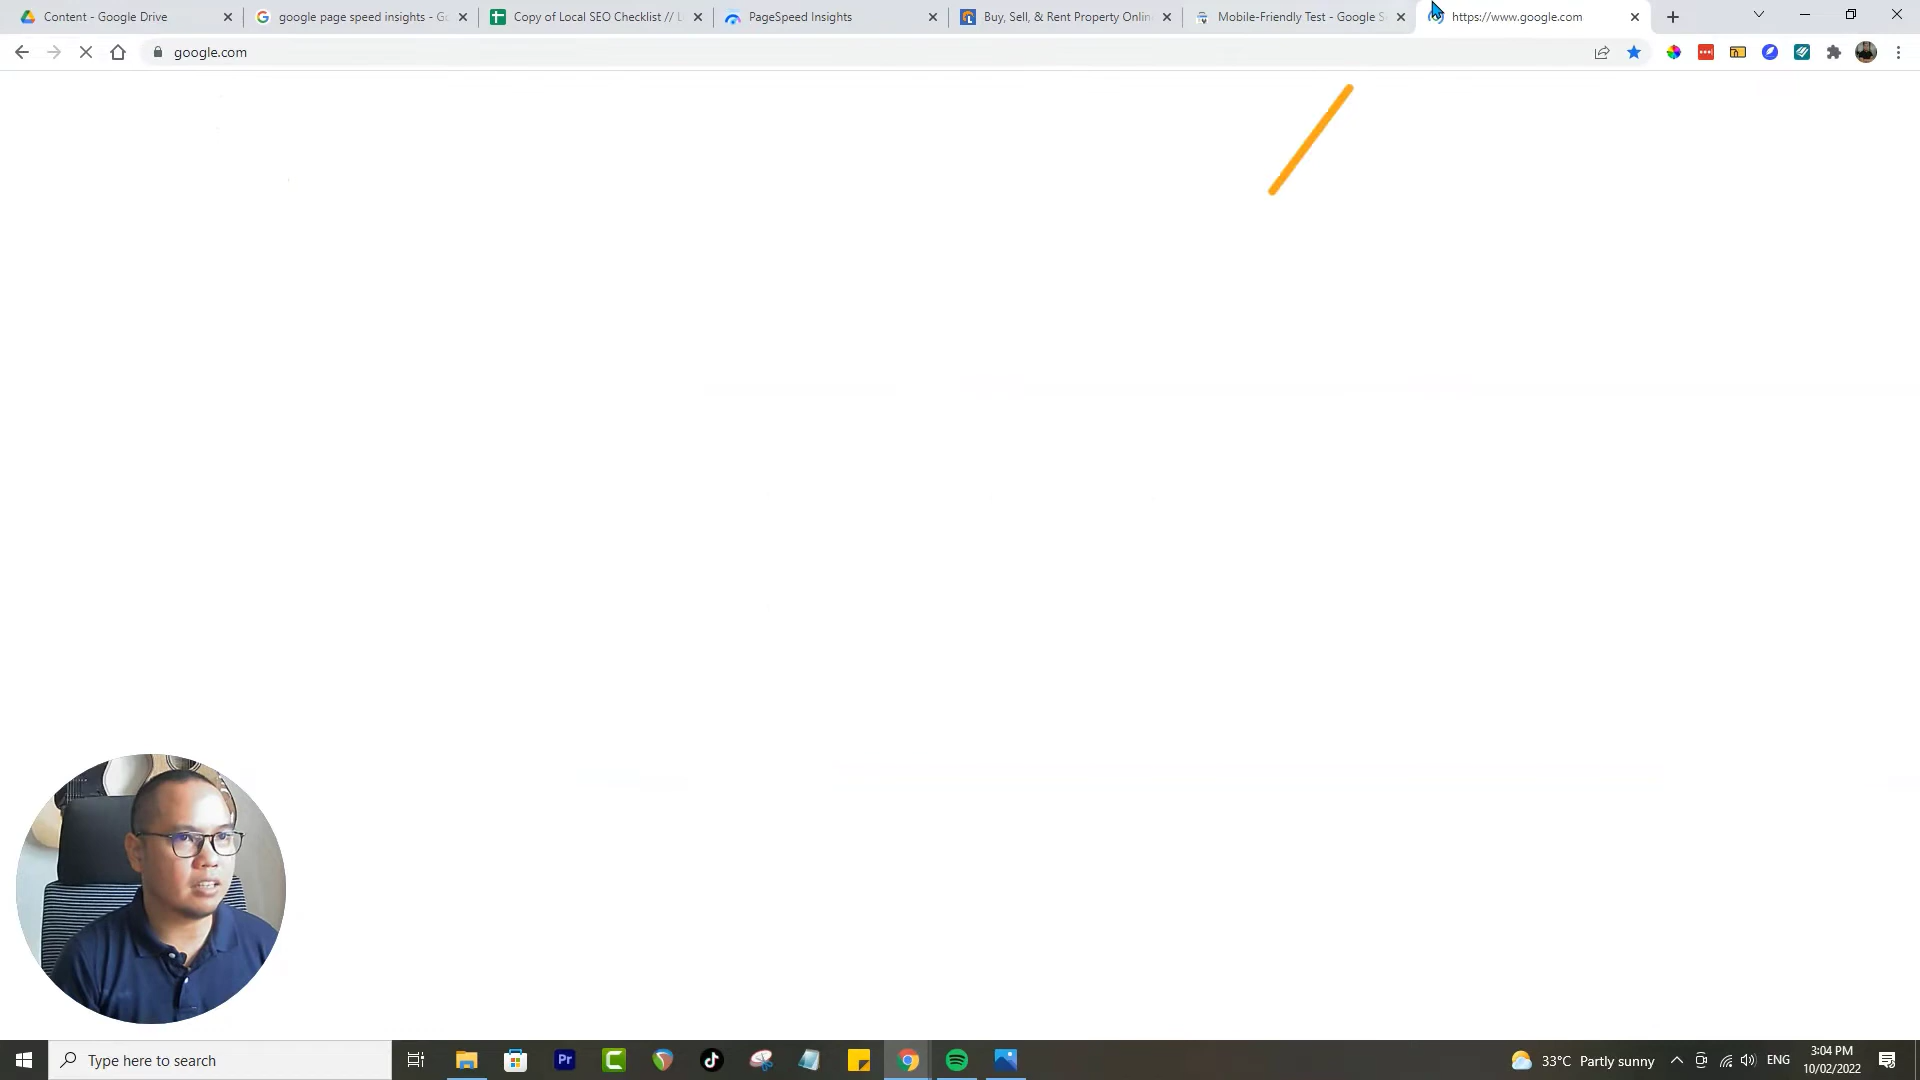 Content - Google Drive
google page speed insights - Go
Copy of Local SEO Checklist // L
PageSpeed Insights
Buy, Sell, & Rent Property Onlin
Mobile-Friendly Test - Google S
https://www.google.com
google.com
Type here to search
Pr
33°C Partly sunny
ENG
3:04 PM
10/02/2022